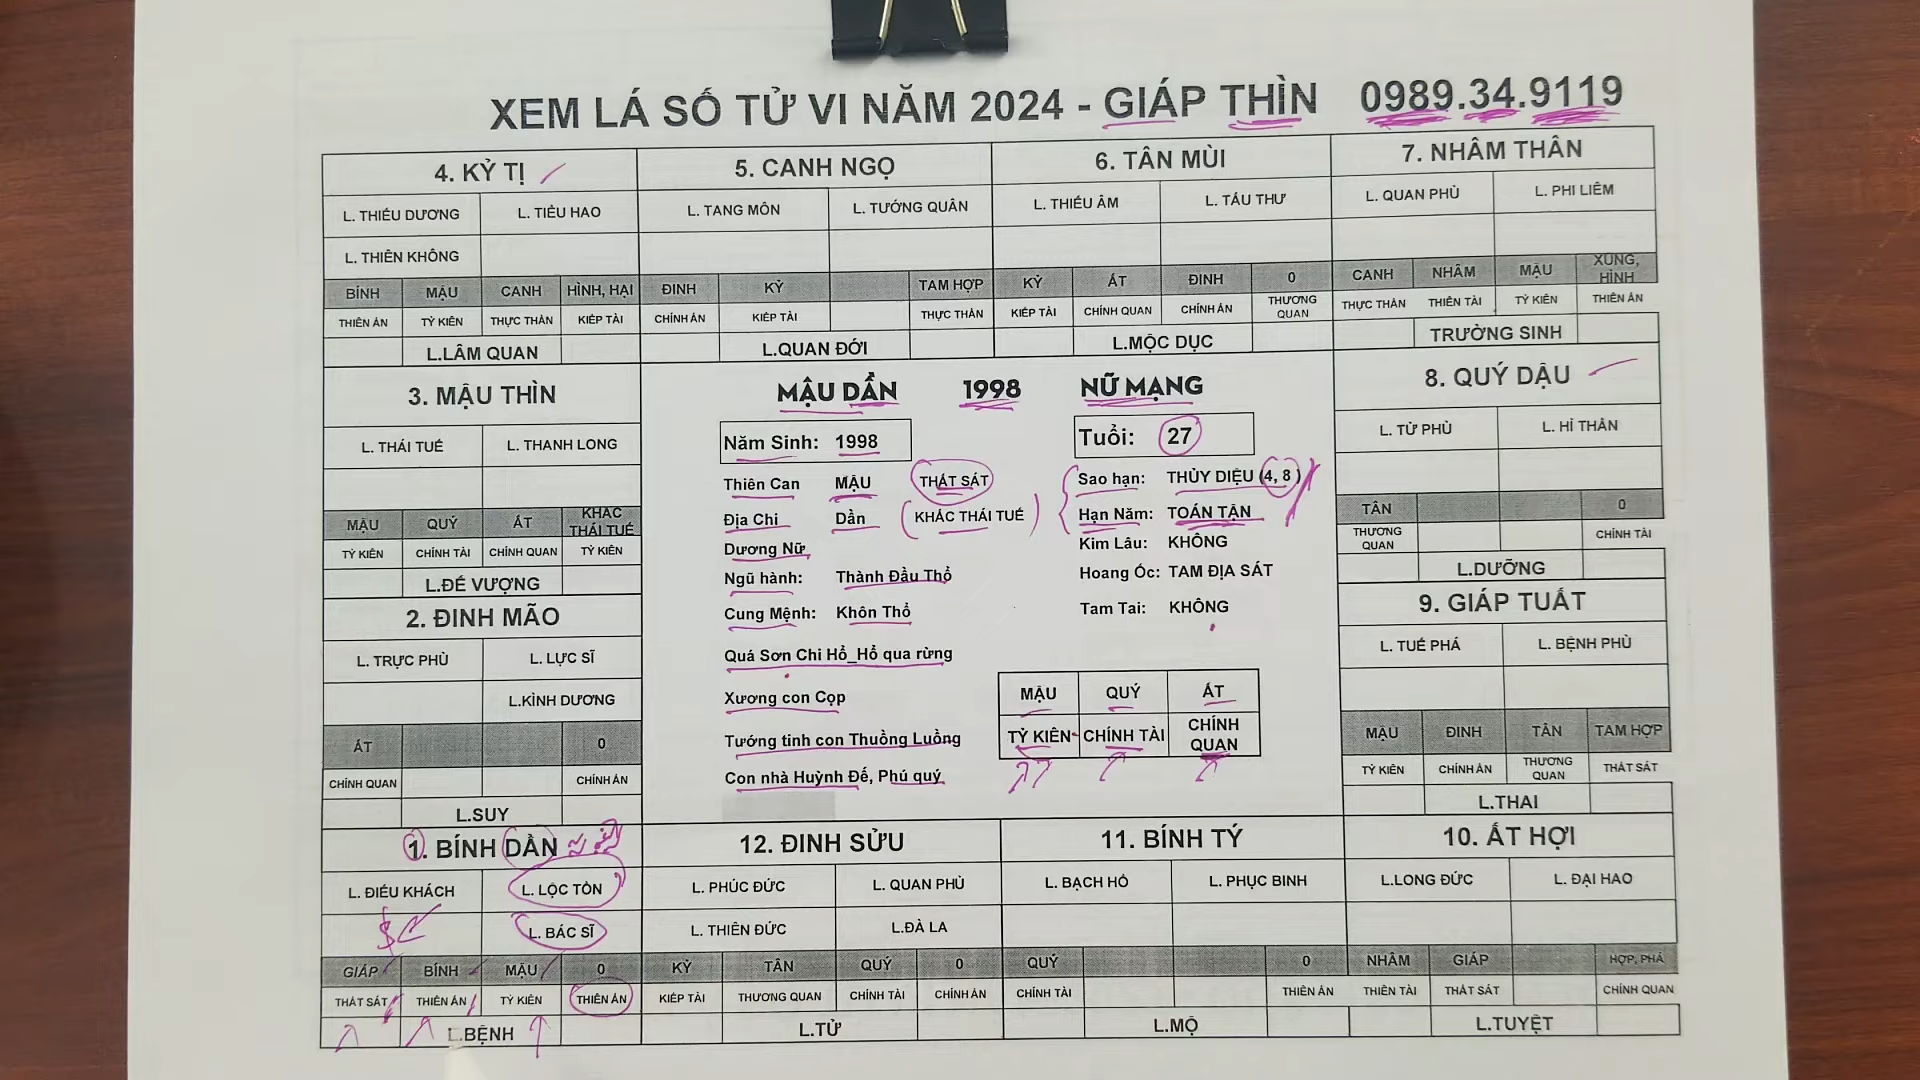 XEM LÁ SỐ TỬ VI NĂM 2024 - GIÁP THÌN 0989.34.9119
4. KỶ TỊ 5. CANH NGỌ 6. TÂN MÙI 7. NHÂM THÂN
L. THIẾU DƯƠNG L. TIỂU HAO L. TANG MÔN L. TƯỚNG QUÂN L. THIẾU ÂM L. TẤU THƯ L. QUAN PHÙ L. PHI LIÊM
L. THIÊN KHÔNG
BÍNH MẬU CANH HÌNH, HẠI ĐINH KỶ TAM HỢP KỶ ẤT ĐINH 0 CANH NHÂM MẬU XUNG, HÌNH
THIÊN ẤN TỶ KIÊN THỰC THẦN KIẾP TÀI CHÍNH ẤN KIẾP TÀI THỰC THẦN KIẾP TÀI CHÍNH QUAN CHÍNH ẤN THƯƠNG QUAN THỰC THẦN THIÊN TÀI TỶ KIÊN THIÊN ẤN
L.LÂM QUAN L.QUAN ĐỚI L.MỘC DỤC TRƯỜNG SINH
3. MẬU THÌN
L. THÁI TUẾ L. THANH LONG
MẬU QUÝ ẤT KHẮC THÁI TUẾ
TỶ KIÊN CHÍNH TÀI CHÍNH QUAN TỶ KIÊN
L.ĐẾ VƯỢNG
2. ĐINH MÃO
L. TRỰC PHÙ L. LỰC SĨ
L.KÌNH DƯƠNG
ẤT 0
CHÍNH QUAN CHÍNH ẤN
L.SUY
MẬU DẦN 1998 NỮ MẠNG
Năm Sinh: 1998 Tuổi: 27
Thiên Can MẬU THẤT SÁT Sao hạn: THỦY DIỆU (4, 8 )
Địa Chi Dần (KHẮC THÁI TUẾ ) Hạn Năm: TOÁN TẬN
Dương Nữ Kim Lâu: KHÔNG
Ngũ hành: Thành Đầu Thổ Hoang Ốc: TAM ĐỊA SÁT
Cung Mệnh: Khôn Thổ Tam Tai: KHÔNG
Quá Sơn Chi Hổ_Hổ qua rừng
Xương con Cọp
Tướng tinh con Thuồng Luồng
Con nhà Huỳnh Đế, Phú quý
MẬU QUÝ ẤT
TỶ KIÊN CHÍNH TÀI CHÍNH QUAN
8. QUÝ DẬU
L. TỬ PHÙ L. HỈ THẦN
TÂN 0
THƯƠNG QUAN CHÍNH TÀI
L.DƯỠNG
9. GIÁP TUẤT
L. TUẾ PHÁ L. BỆNH PHÙ
MẬU ĐINH TÂN TAM HỢP
TỶ KIÊN CHÍNH ẤN THƯƠNG QUAN THẤT SÁT
L.THAI
1. BÍNH DẦN 12. ĐINH SỬU 11. BÍNH TÝ 10. ẤT HỢI
L. ĐIẾU KHÁCH L. LỘC TỒN L. PHÚC ĐỨC L. QUAN PHÙ L. BẠCH HỔ L. PHỤC BINH L.LONG ĐỨC L. ĐẠI HAO
$ L. BÁC SĨ L. THIÊN ĐỨC L.ĐÀ LA
GIÁP BÍNH MẬU 0 KỶ TÂN QUÝ 0 QUÝ 0 NHÂM GIÁP HỢP, PHÁ
THẤT SÁT THIÊN ẤN TỶ KIÊN THIÊN ẤN KIẾP TÀI THƯƠNG QUAN CHÍNH TÀI CHÍNH ẤN CHÍNH TÀI THIÊN ẤN THIÊN TÀI THẤT SÁT CHÍNH QUAN
L.BỆNH L.TỬ L.MỘ L.TUYỆT